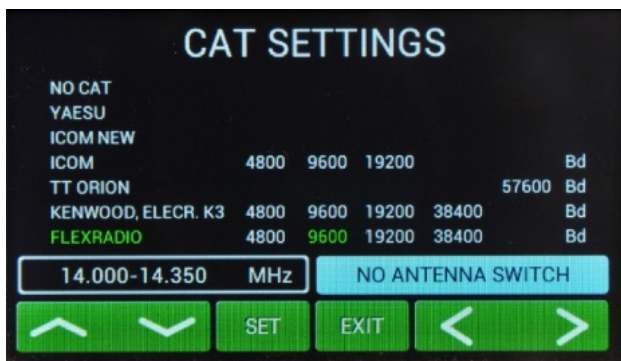 CAT SETTINGS
NO CAT
YAESU
ICOM NEW
ICOM 4800 9600 19200 Bd
TT ORION 57600 Bd
KENWOOD, ELECR. K3 4800 9600 19200 38400 Bd
FLEXRADIO 4800 9600 19200 38400 Bd
14.000-14.350 MHz NO ANTENNA SWITCH
SET EXIT